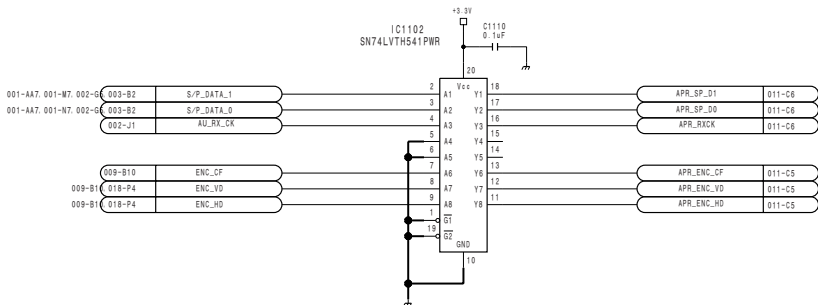 +3.3V
IC1102
SN74LVTH541PWR
C1110
0.1uF
20
Vcc
001-AA7.001-M7.002-G5.003-B2 S/P_DATA_1 2 A1 Y1 18 APR_SP_D1 011-C6
001-AA7.001-N7.002-G5.003-B2 S/P_DATA_0 3 A2 Y2 17 APR_SP_D0 011-C6
002-J1 AU_RX_CK 4 A3 Y3 16 APR_RXCK 011-C6
5 A4 Y4 15
6 A5 Y5 14
009-B10 ENC_CF 7 A6 Y6 13 APR_ENC_CF 011-C5
009-B10.018-P4 ENC_VD 8 A7 Y7 12 APR_ENC_VD 011-C5
009-B10.018-P4 ENC_HD 9 A8 Y8 11 APR_ENC_HD 011-C5
1 G1
19 G2
GND
10